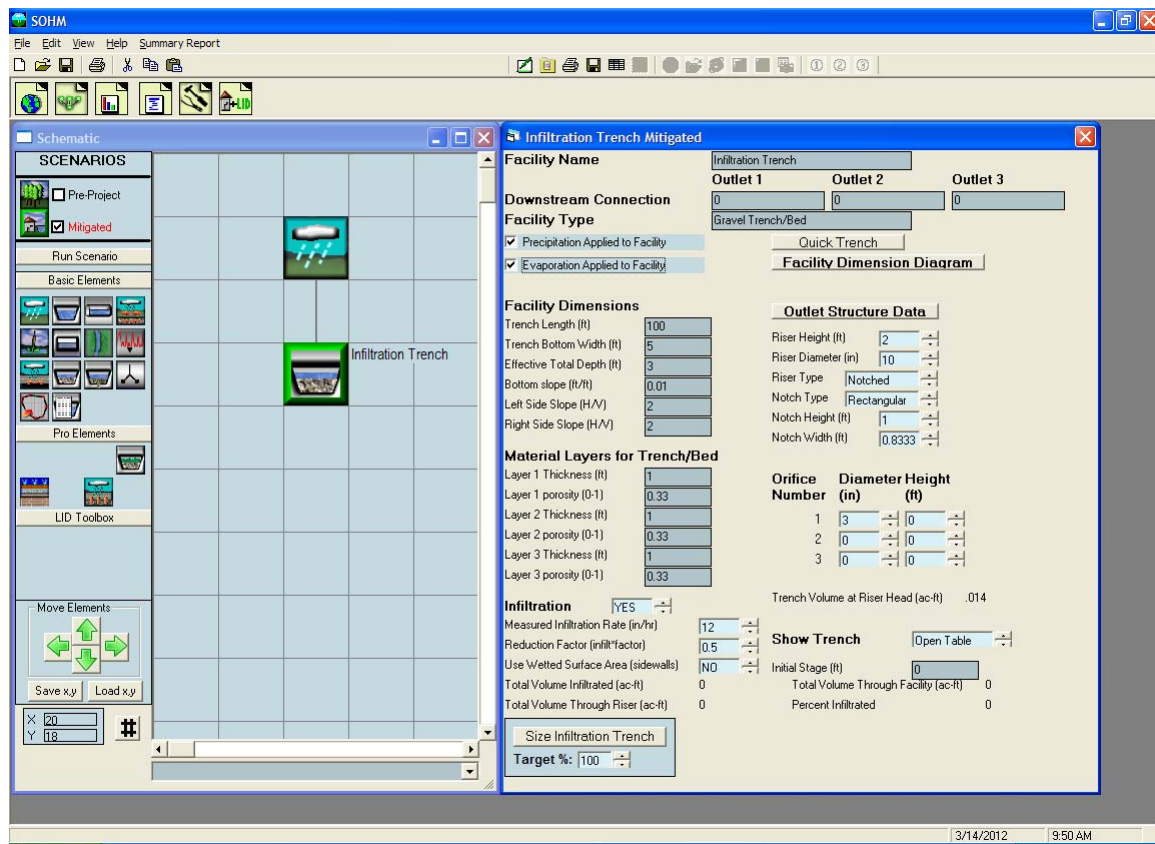 SOHM
File Edit View Help Summary Report
Schematic
SCENARIOS
Pre-Project
Mitigated
Run Scenario
Basic Elements
Pro Elements
LID Toolbox
Move Elements
Save x,y Load x,y
X 20
Y 18
#
Infiltration Trench
+LID
Infiltration Trench Mitigated
Facility Name Infiltration Trench
Outlet 1 Outlet 2 Outlet 3
Downstream Connection 0 0 0
Facility Type Gravel Trench/Bed
Precipitation Applied to Facility Quick Trench
Evaporation Applied to Facility Facility Dimension Diagram
Facility Dimensions
Trench Length (ft) 100
Trench Bottom Width (ft) 5
Effective Total Depth (ft) 3
Bottom slope (ft/ft) 0.01
Left Side Slope (H/V) 2
Right Side Slope (H/V) 2
Material Layers for Trench/Bed
Layer 1 Thickness (ft) 1
Layer 1 porosity (0-1) 0.33
Layer 2 Thickness (ft) 1
Layer 2 porosity (0-1) 0.33
Layer 3 Thickness (ft) 1
Layer 3 porosity (0-1) 0.33
Infiltration YES
Measured Infiltration Rate (in/hr) 12
Reduction Factor (infilt*factor) 0.5
Use Wetted Surface Area (sidewalls) NO
Total Volume Infiltrated (ac-ft) 0
Total Volume Through Riser (ac-ft) 0
Size Infiltration Trench
Target %: 100
Outlet Structure Data
Riser Height (ft) 2
Riser Diameter (in) 10
Riser Type Notched
Notch Type Rectangular
Notch Height (ft) 1
Notch Width (ft) 0.8333
Orifice Diameter Height
Number (in) (ft)
1 3 0
2 0 0
3 0 0
Trench Volume at Riser Head (ac-ft) .014
Show Trench Open Table
Initial Stage (ft) 0
Total Volume Through Facility (ac-ft) 0
Percent Infiltrated 0
3/14/2012 9:50 AM